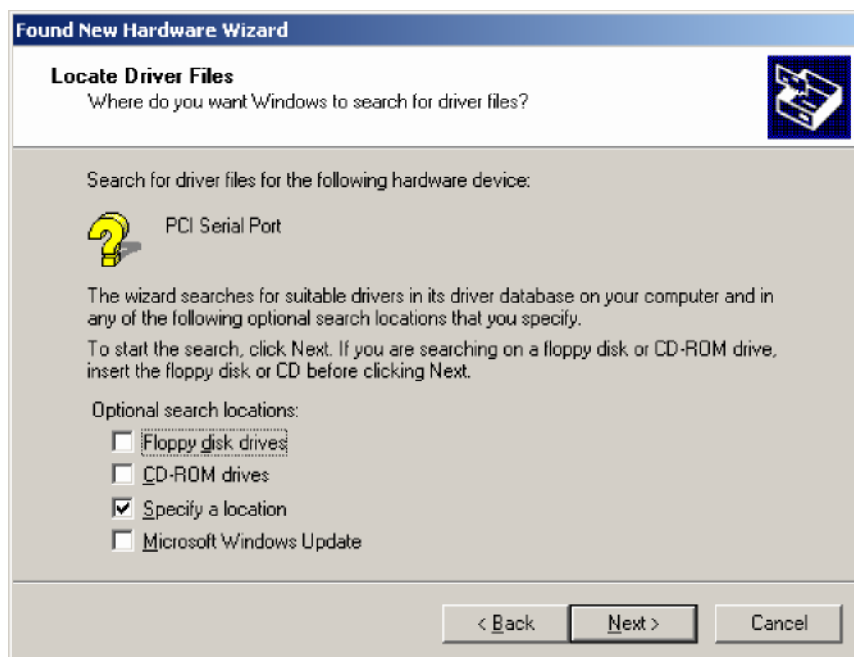 Found New Hardware Wizard
Locate Driver Files
Where do you want Windows to search for driver files?
Search for driver files for the following hardware device:
PCI Serial Port
The wizard searches for suitable drivers in its driver database on your computer and in
any of the following optional search locations that you specify.
To start the search, click Next. If you are searching on a floppy disk or CD-ROM drive,
insert the floppy disk or CD before clicking Next.
Optional search locations:
Floppy disk drives
CD-ROM drives
Specify a location
Microsoft Windows Update
< Back Next > Cancel